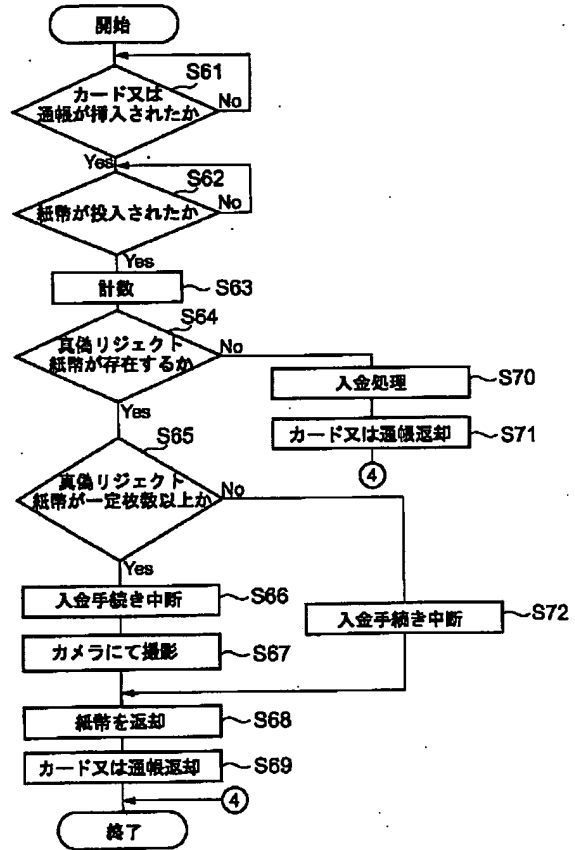 開始
S61
カード又は
通帳が挿入されたか
No
Yes
S62
紙幣が投入されたか
No
Yes
計数
S63
S64
真偽リジェクト
紙幣が存在するか
No
入金処理
S70
Yes
カード又は通帳返却
S71
④
S65
真偽リジェクト
紙幣が一定枚数以上か
No
Yes
入金手続き中断
S66
入金手続き中断
S72
カメラにて撮影
S67
紙幣を返却
S68
カード又は通帳返却
S69
④
終了